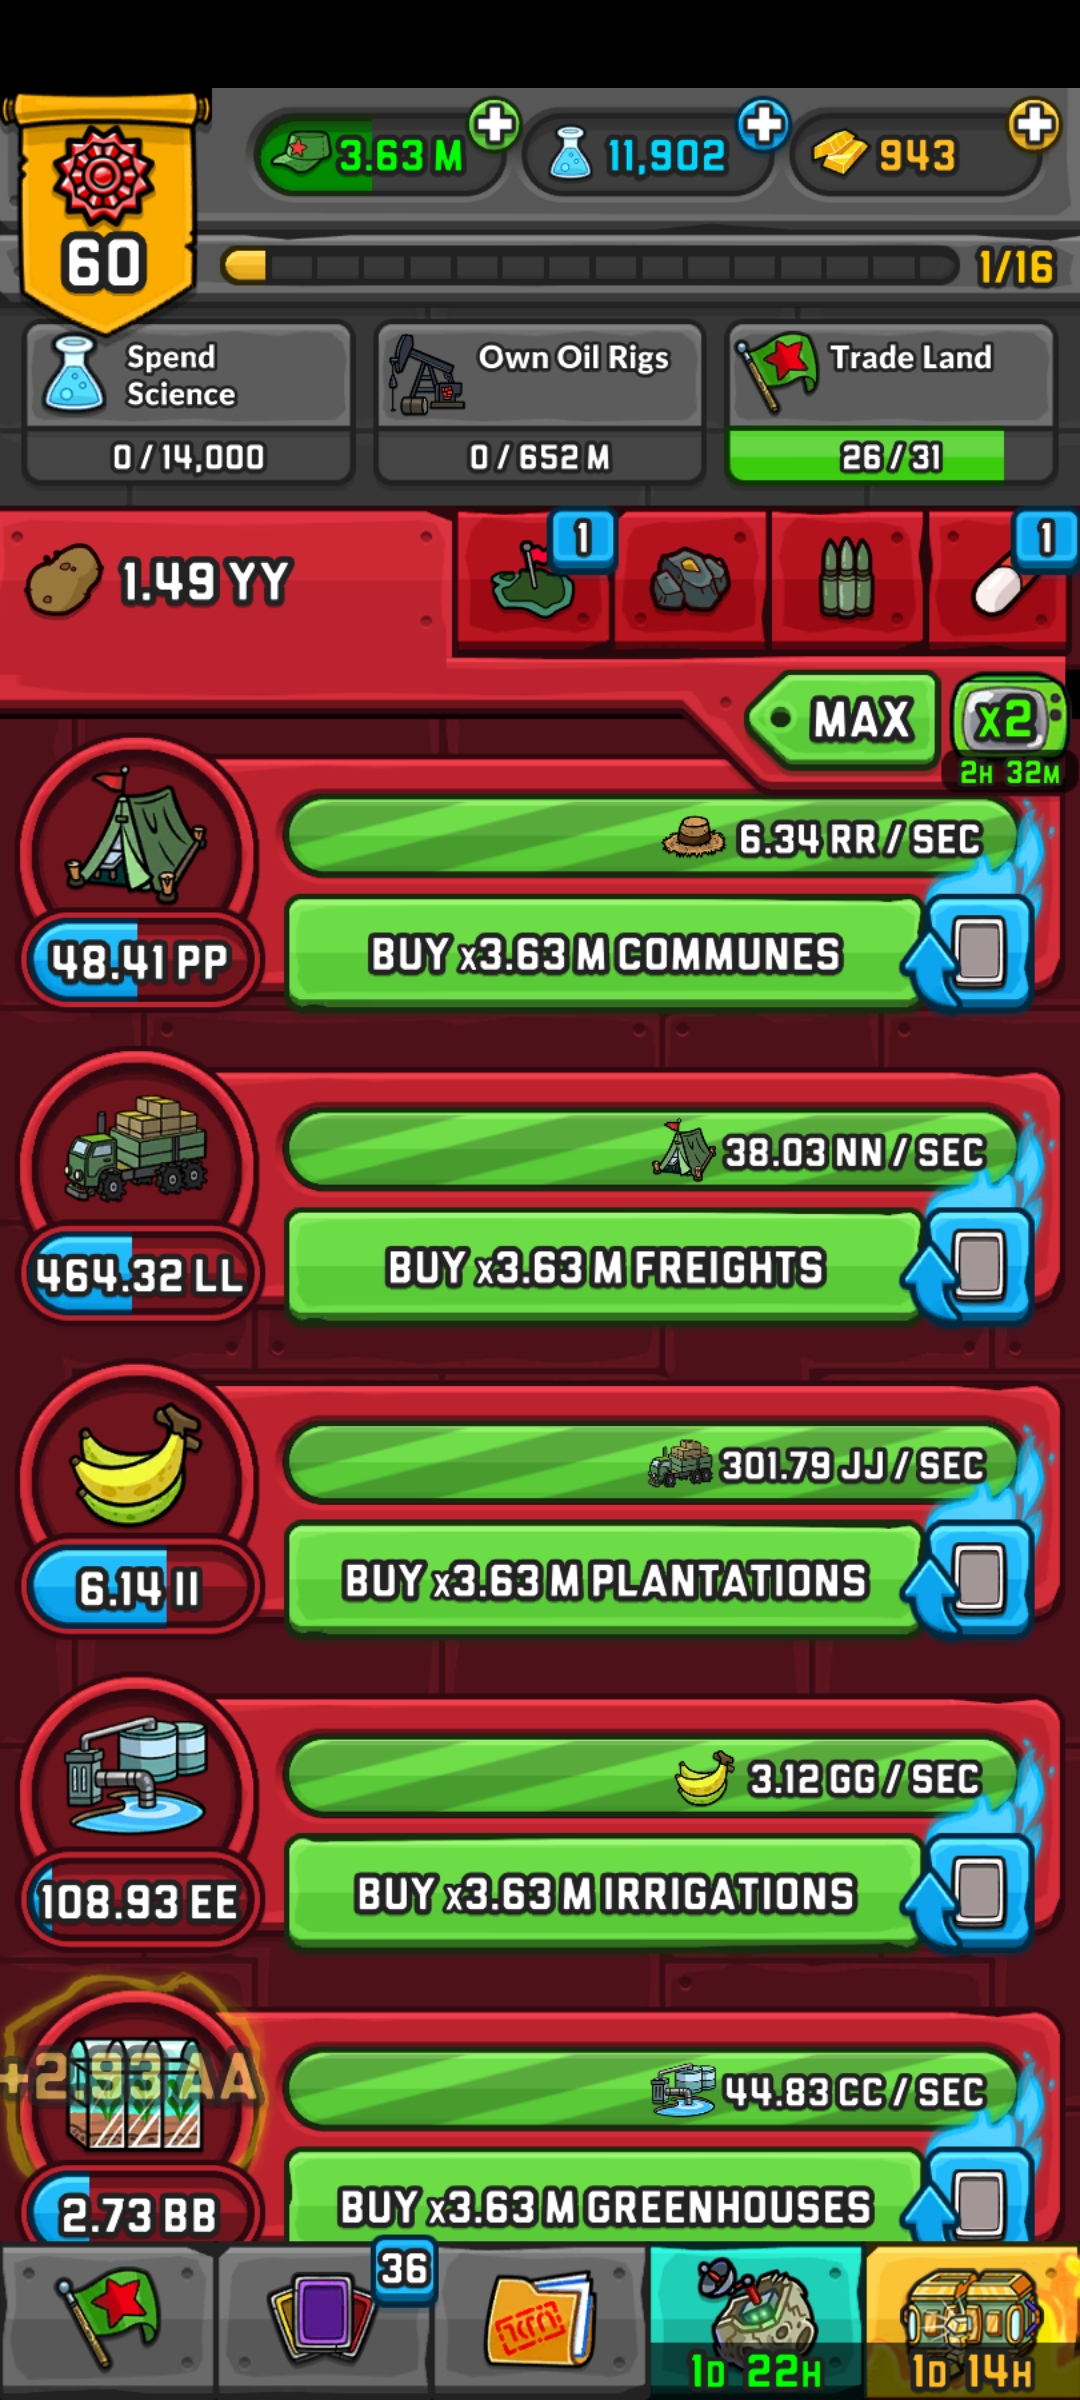 3.63 M
11,902
943
60
1/16
Spend
Science
0/14,000
Own Oil Rigs
0/652 M
Trade Land
26/31
1.49 YY
1
1
MAX
x2
2H 32M
6.34 RR/SEC
48.41 PP
BUY x3.63 M COMMUNES
38.03 NN/SEC
464.32 LL
BUY x3.63 M FREIGHTS
301.79 JJ/SEC
6.14 II
BUY x3.63 M PLANTATIONS
3.12 GG/SEC
108.93 EE
BUY x3.63 M IRRIGATIONS
+2.93 AA
44.83 CC/SEC
2.73 BB
BUY x3.63 M GREENHOUSES
36
1D 22H
1D 14H